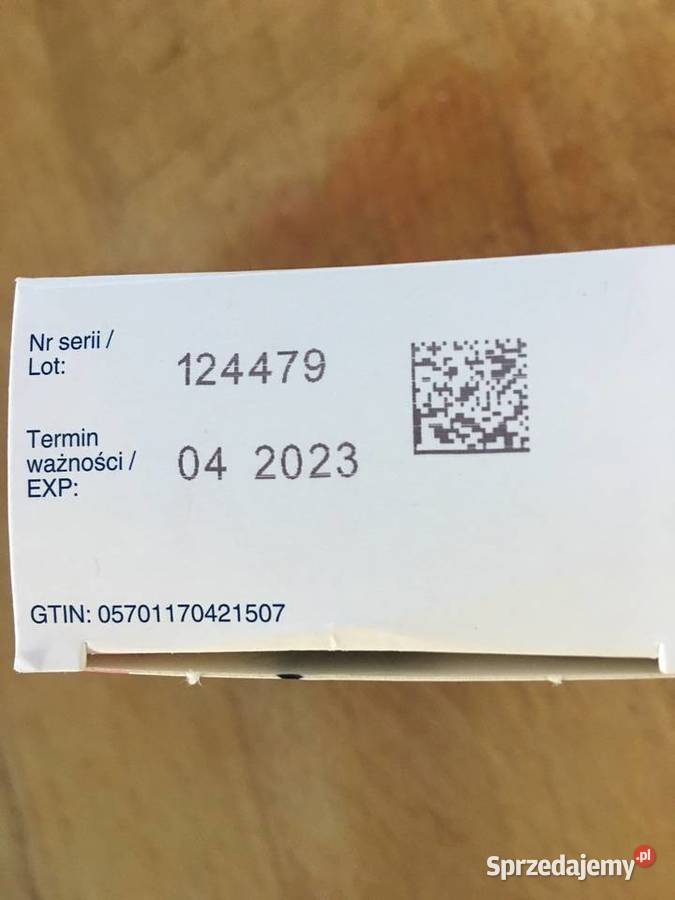 Nr serii /
Lot:
124479
Termin
ważności /
EXP:
04 2023
GTIN: 05701170421507
Sprzedajemy.pl